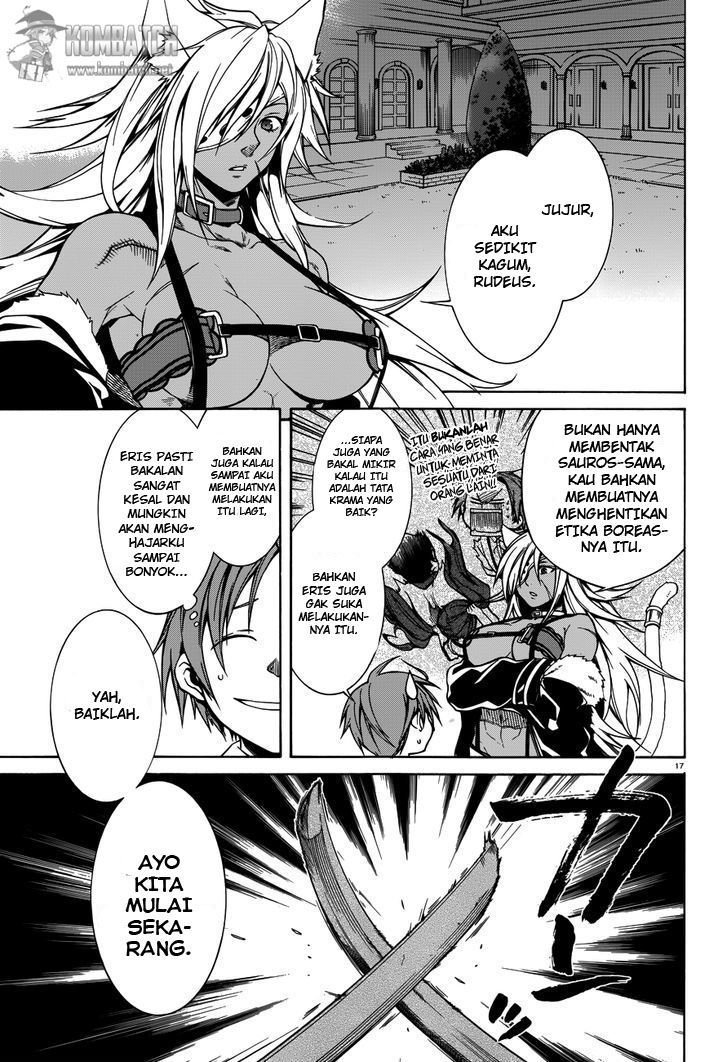 KOMBATCH
www.kombatch.net
JUJUR,
AKU
SEDIKIT
KAGUM,
RUDEUS.
BUKAN HANYA
MEMBENTAK
SAUROS-SAMA,
KAU BAHKAN
MEMBUATNYA
MENGHENTIKAN
ETIKA BOREAS-
NYA ITU.
ITU BUKANLAH
CARA YANG BENAR
UNTUK MEMINTA
SESUATU DARI
ORANG LAIN!!
...SIAPA
JUGA YANG
BAKAL MIKIR
KALAU ITU
ADALAH TATA
KRAMA YANG
BAIK?
BAHKAN
ERIS JUGA
GAK SUKA
MELAKUKAN-
NYA ITU.
BAHKAN
JUGA KALAU
SAMPAI AKU
MEMBUATNYA
MELAKUKAN
ITU LAGI,
ERIS PASTI
BAKALAN
SANGAT
KESAL DAN
MUNGKIN
AKAN MENG-
HAJARKU
SAMPAI
BONYOK...
YAH,
BAIKLAH.
17
カンッ
AYO
KITA
MULAI
SEKA-
RANG.